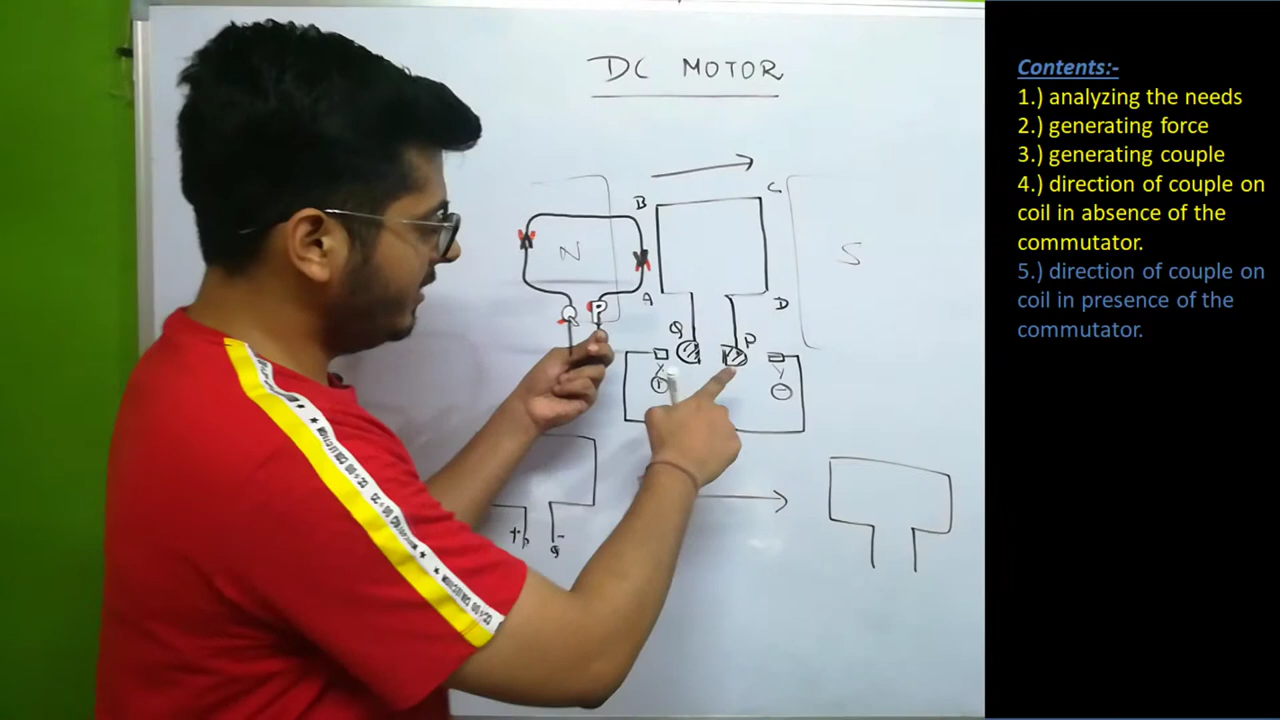 DC MOTOR
B
C
N
S
A
D
Q
P
Q
P
X
Y
+
−
+
P
−
Q
Contents:-
1.) analyzing the needs
2.) generating force
3.) generating couple
4.) direction of couple on
coil in absence of the
commutator.
5.) direction of couple on
coil in presence of the
commutator.